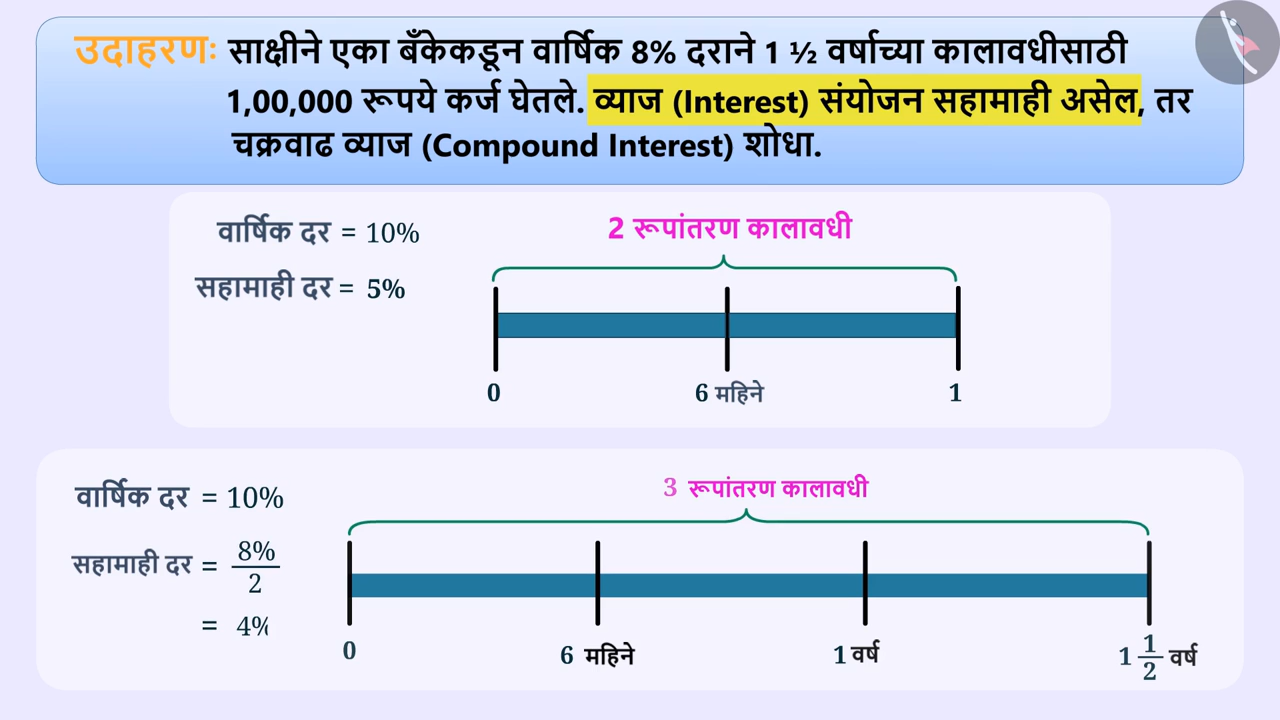 उदाहरणः साक्षीने एका बँकेकडून वार्षिक 8% दराने 1 ½ वर्षाच्या कालावधीसाठी
1,00,000 रूपये कर्ज घेतले. व्याज (Interest) संयोजन सहामाही असेल, तर
चक्रवाढ व्याज (Compound Interest) शोधा.
वार्षिक दर = 10%
2 रूपांतरण कालावधी
सहामाही दर = 5%
0 6 महिने 1
वार्षिक दर = 10%
3 रूपांतरण कालावधी
सहामाही दर = 8%/2
= 4%
0 6 महिने 1 वर्ष 1 1/2 वर्ष